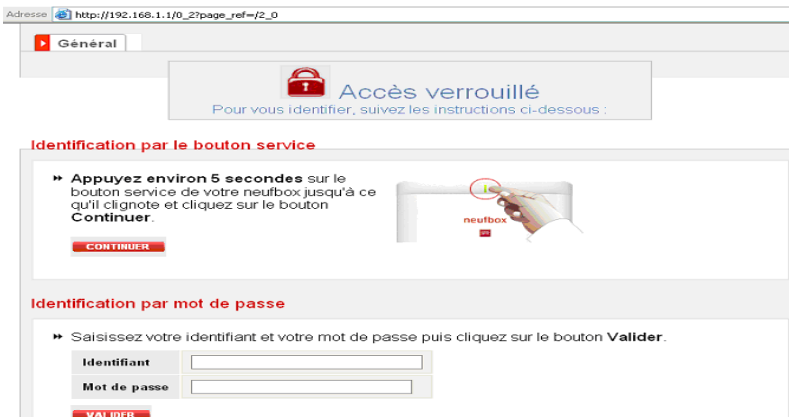 Adresse http://192.168.1.1/0_2?page_ref=/2_0
Général
Accès verrouillé
Pour vous identifier, suivez les instructions ci-dessous :
Identification par le bouton service
Appuyez environ 5 secondes sur le
bouton service de votre neufbox jusqu'à ce
qu'il clignote et cliquez sur le bouton
Continuer.
neufbox
CONTINUER
Identification par mot de passe
Saisissez votre identifiant et votre mot de passe puis cliquez sur le bouton Valider.
Identifiant
Mot de passe
VALIDER